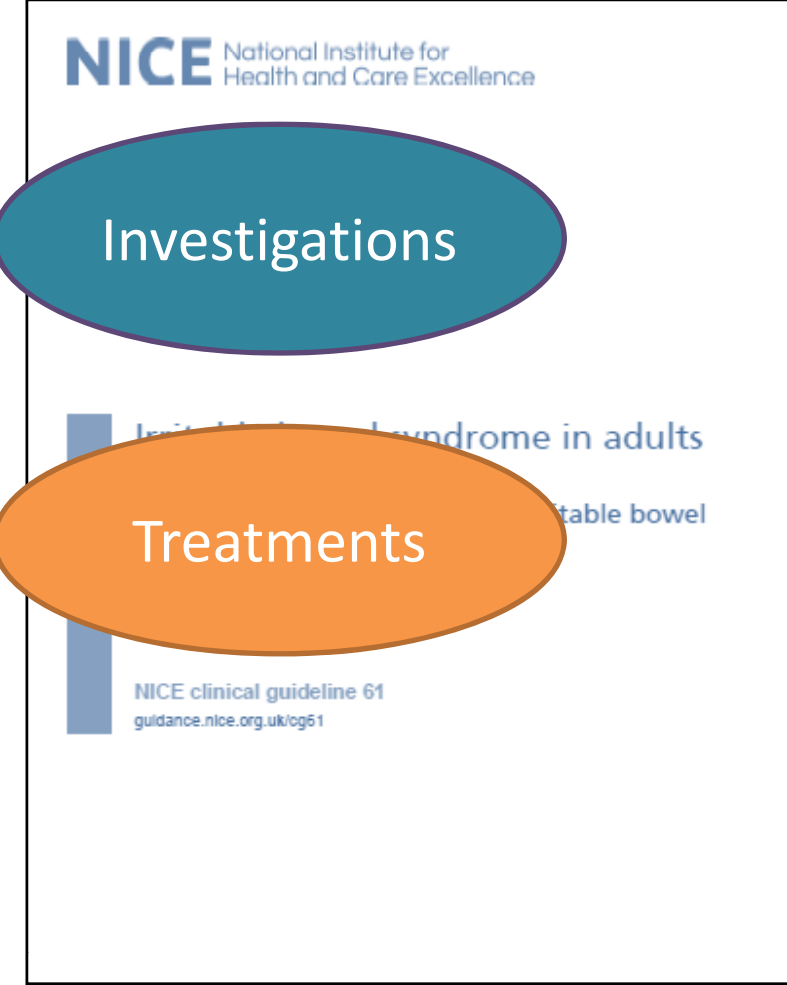 NICE National Institute for
Health and Care Excellence
Investigations
syndrome in adults
Treatments
table bowel
NICE clinical guideline 61
guidance.nice.org.uk/cg61